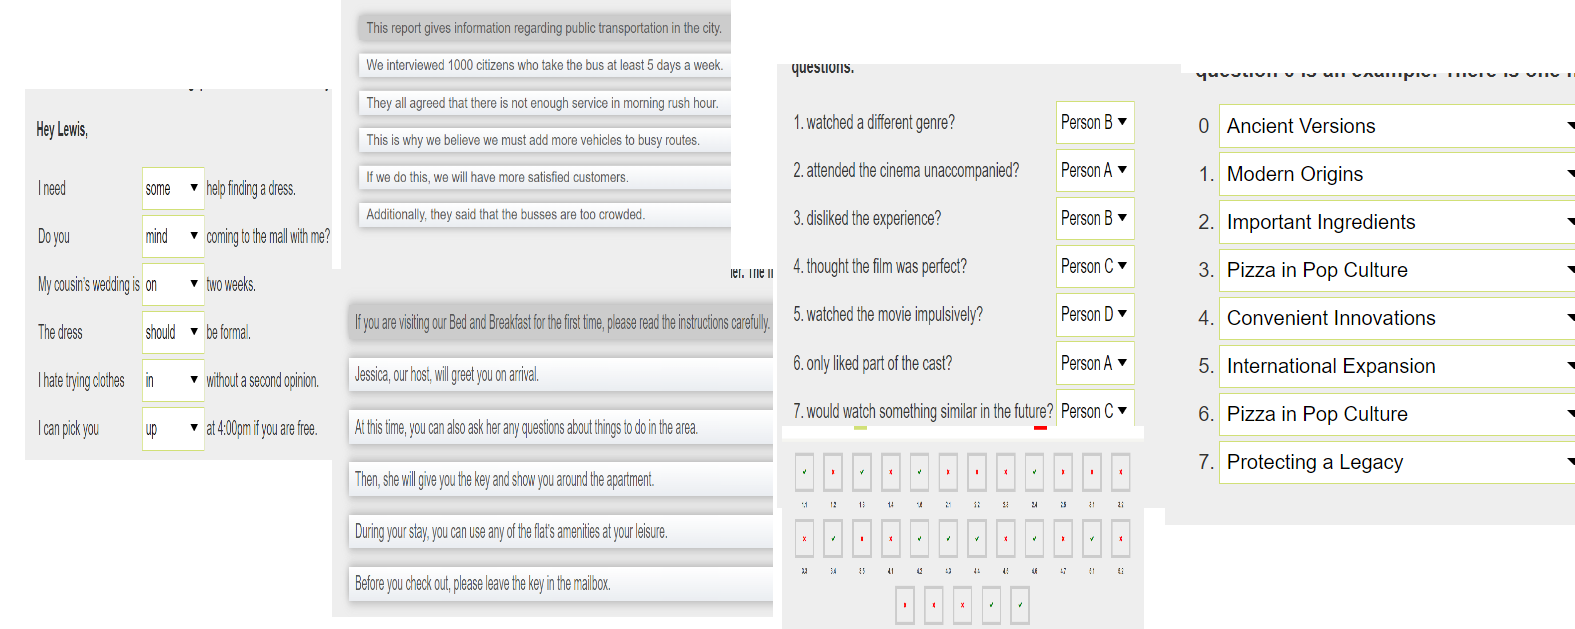 Hey Lewis,
I need some help finding a dress.
Do you mind coming to the mall with me?
My cousin's wedding is on two weeks.
The dress should be formal.
I hate trying clothes in without a second opinion.
I can pick you up at 4:00pm if you are free.
This report gives information regarding public transportation in the city.
We interviewed 1000 citizens who take the bus at least 5 days a week.
They all agreed that there is not enough service in morning rush hour.
This is why we believe we must add more vehicles to busy routes.
If we do this, we will have more satisfied customers.
Additionally, they said that the busses are too crowded.
If you are visiting our Bed and Breakfast for the first time, please read the instructions carefully.
Jessica, our host, will greet you on arrival.
At this time, you can also ask her any questions about things to do in the area.
Then, she will give you the key and show you around the apartment.
During your stay, you can use any of the flat's amenities at your leisure.
Before you check out, please leave the key in the mailbox.
questions.
1. watched a different genre? Person B
2. attended the cinema unaccompanied? Person A
3. disliked the experience? Person B
4. thought the film was perfect? Person C
5. watched the movie impulsively? Person D
6. only liked part of the cast? Person A
7. would watch something similar in the future? Person C
question 0 is an example. There is one
0 Ancient Versions
1. Modern Origins
2. Important Ingredients
3. Pizza in Pop Culture
4. Convenient Innovations
5. International Expansion
6. Pizza in Pop Culture
7. Protecting a Legacy